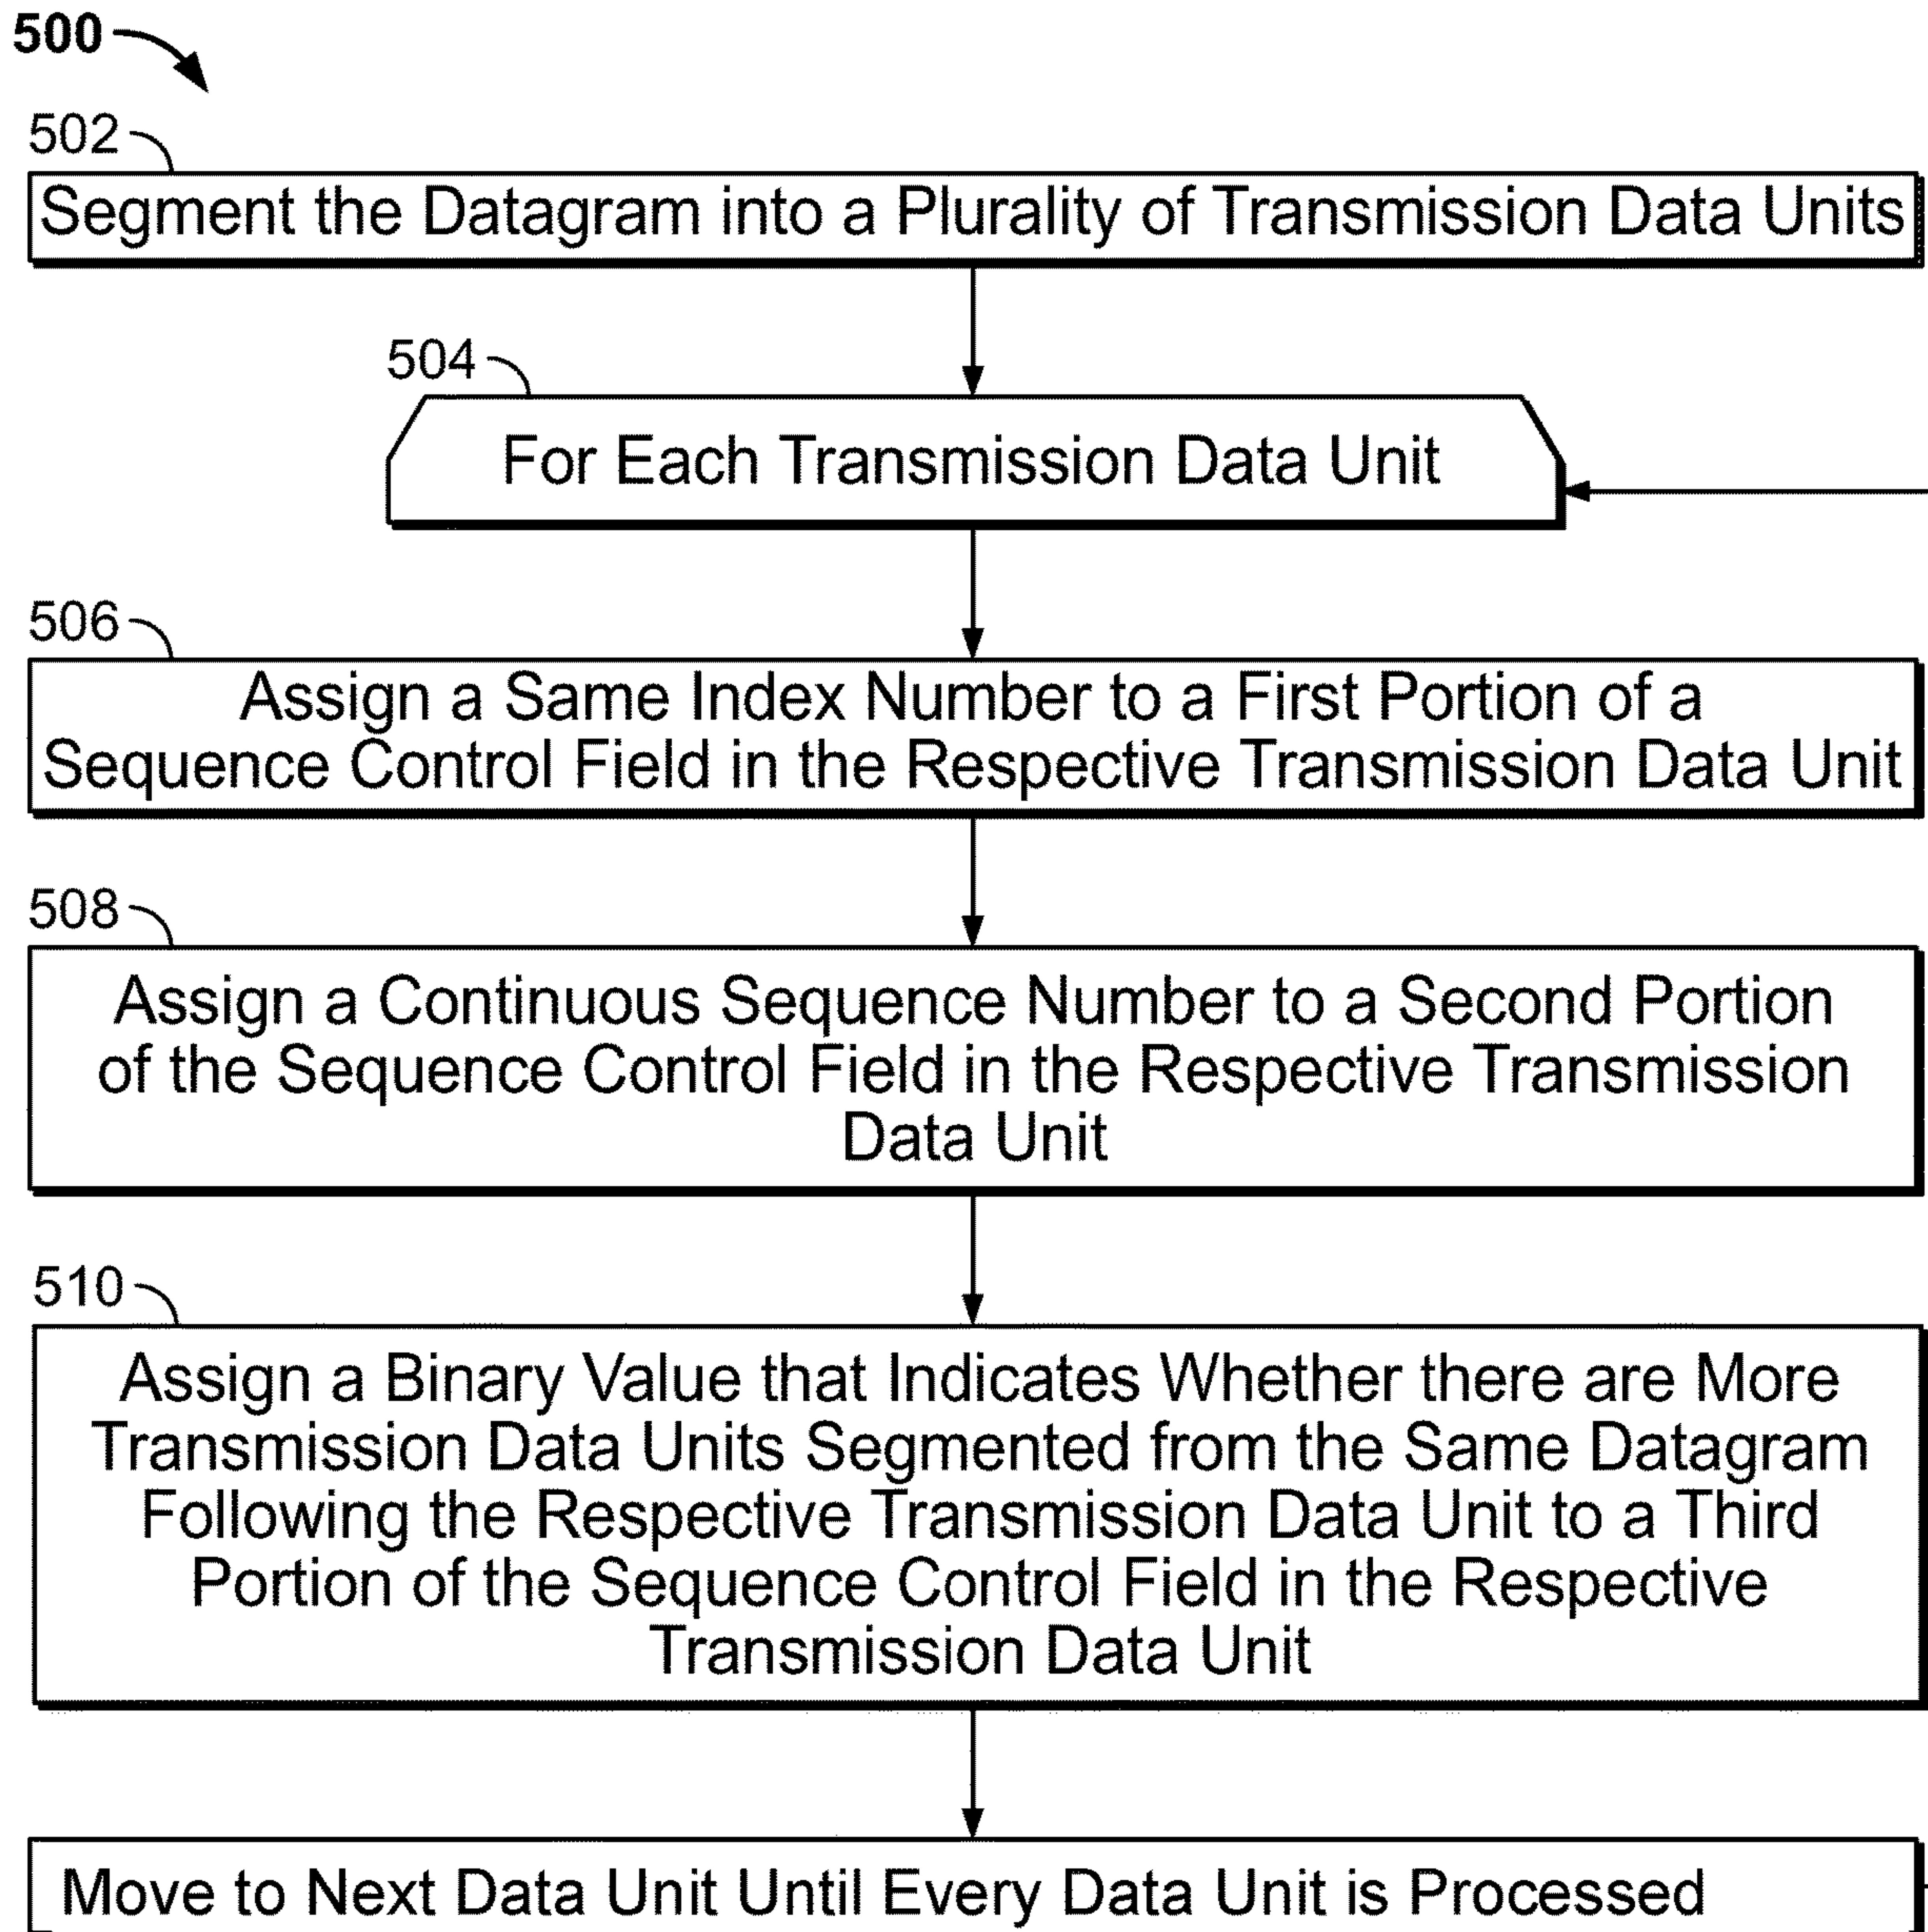 500
502
Segment the Datagram into a Plurality of Transmission Data Units
504
For Each Transmission Data Unit
506
Assign a Same Index Number to a First Portion of a
Sequence Control Field in the Respective Transmission Data Unit
508
Assign a Continuous Sequence Number to a Second Portion
of the Sequence Control Field in the Respective Transmission
Data Unit
510
Assign a Binary Value that Indicates Whether there are More
Transmission Data Units Segmented from the Same Datagram
Following the Respective Transmission Data Unit to a Third
Portion of the Sequence Control Field in the Respective
Transmission Data Unit
Move to Next Data Unit Until Every Data Unit is Processed